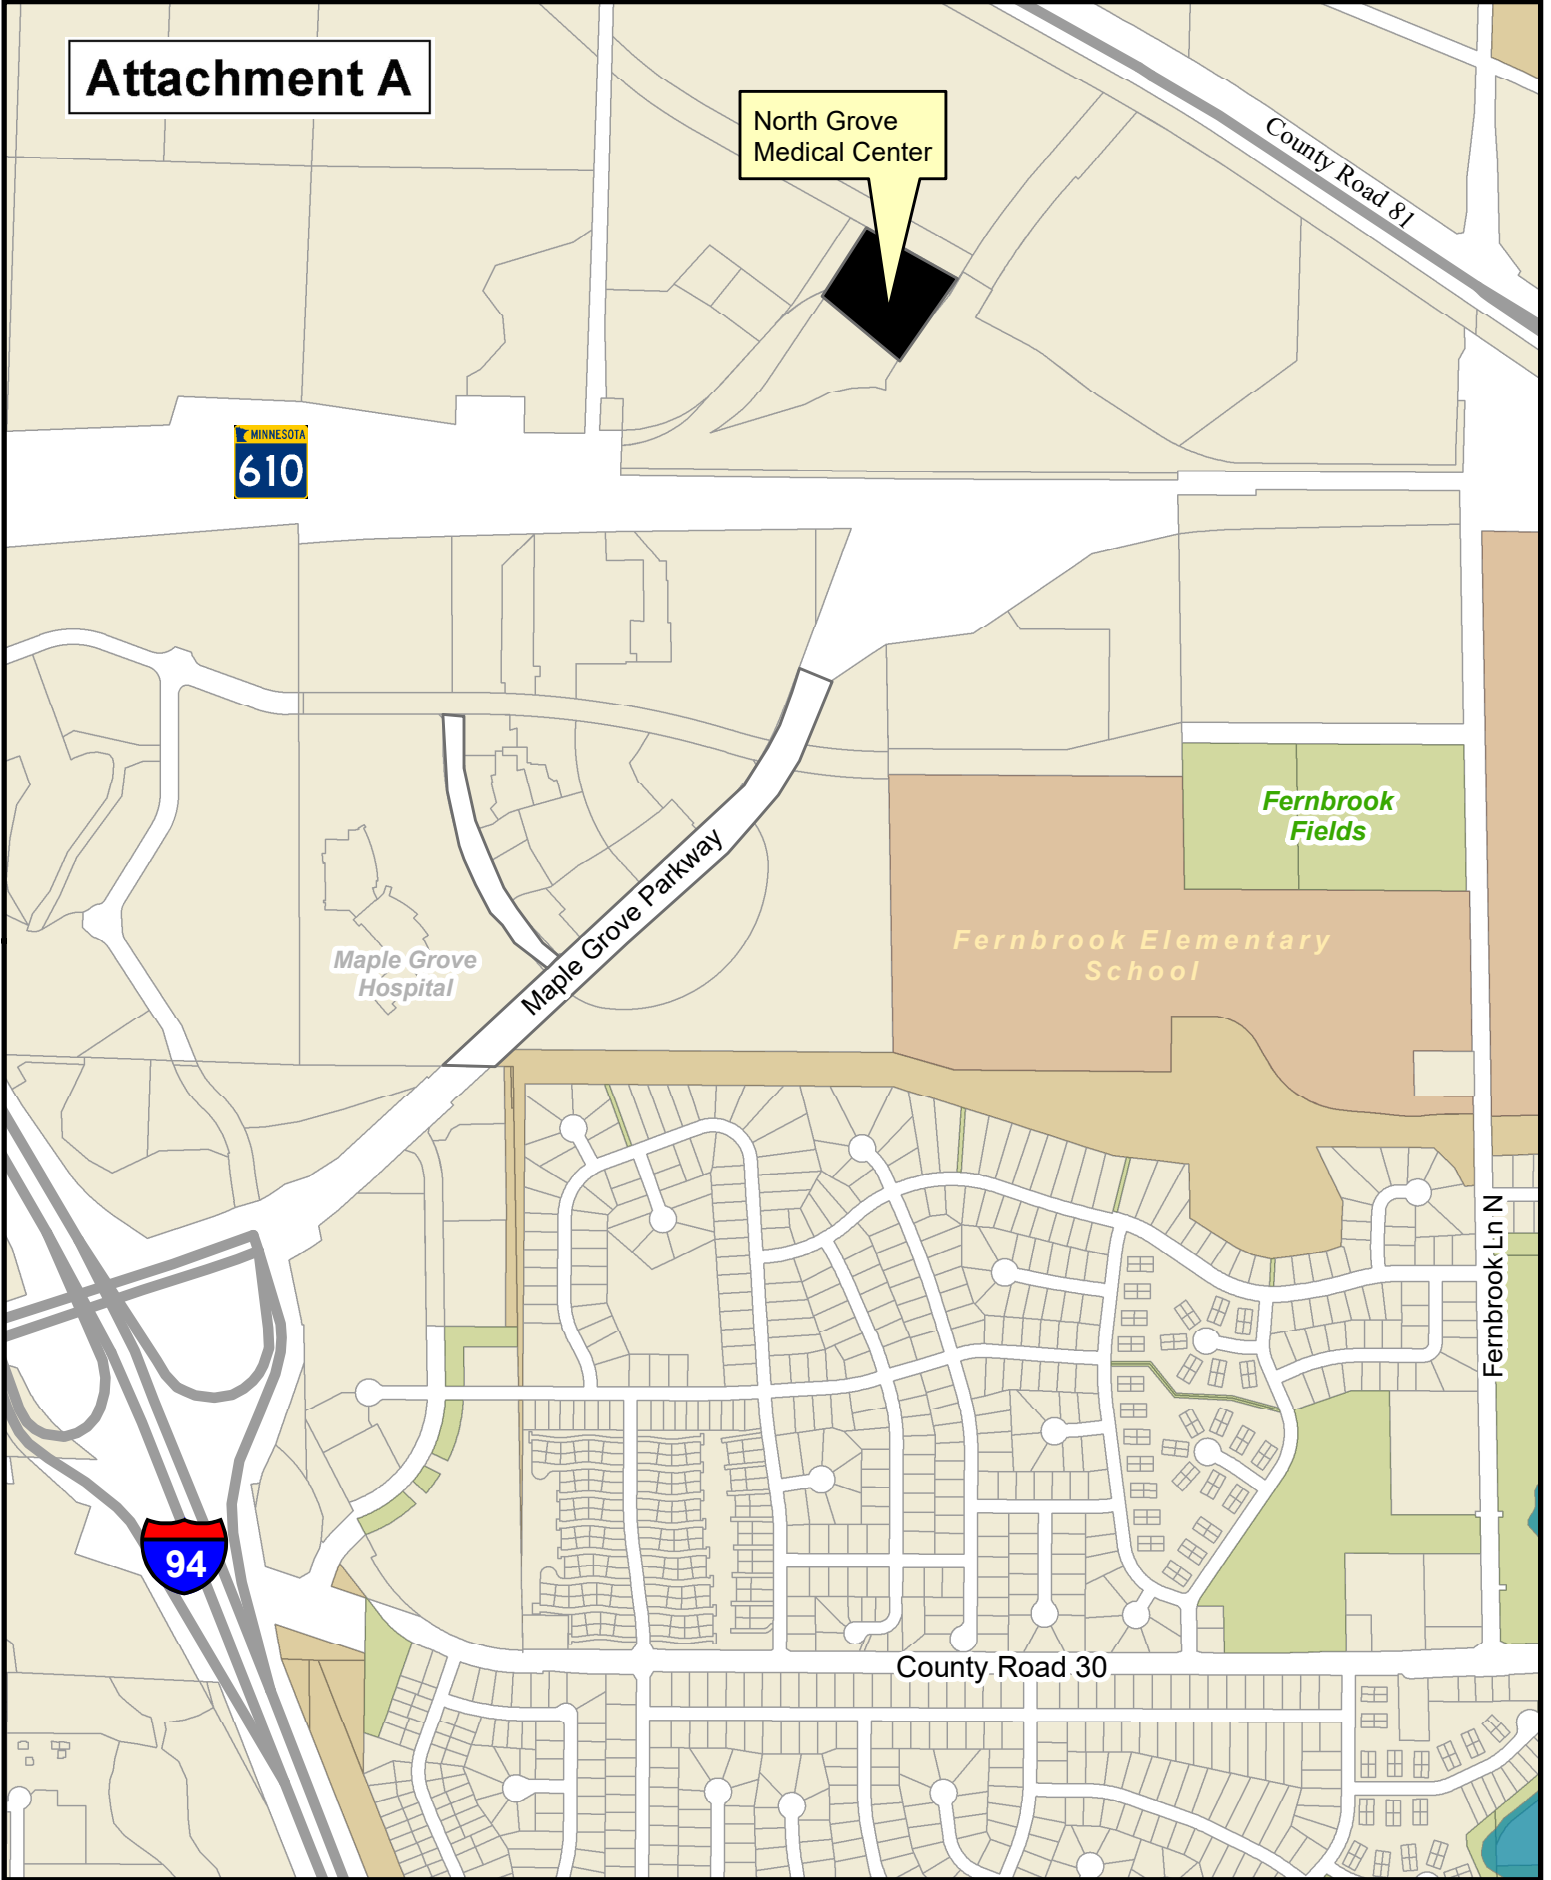 Attachment A
North Grove
Medical Center
County Road 81
MINNESOTA
610
Fernbrook
Fields
Maple Grove Parkway
Fernbrook Elementary
School
Maple Grove
Hospital
Fernbrook Ln N
94
County Road 30